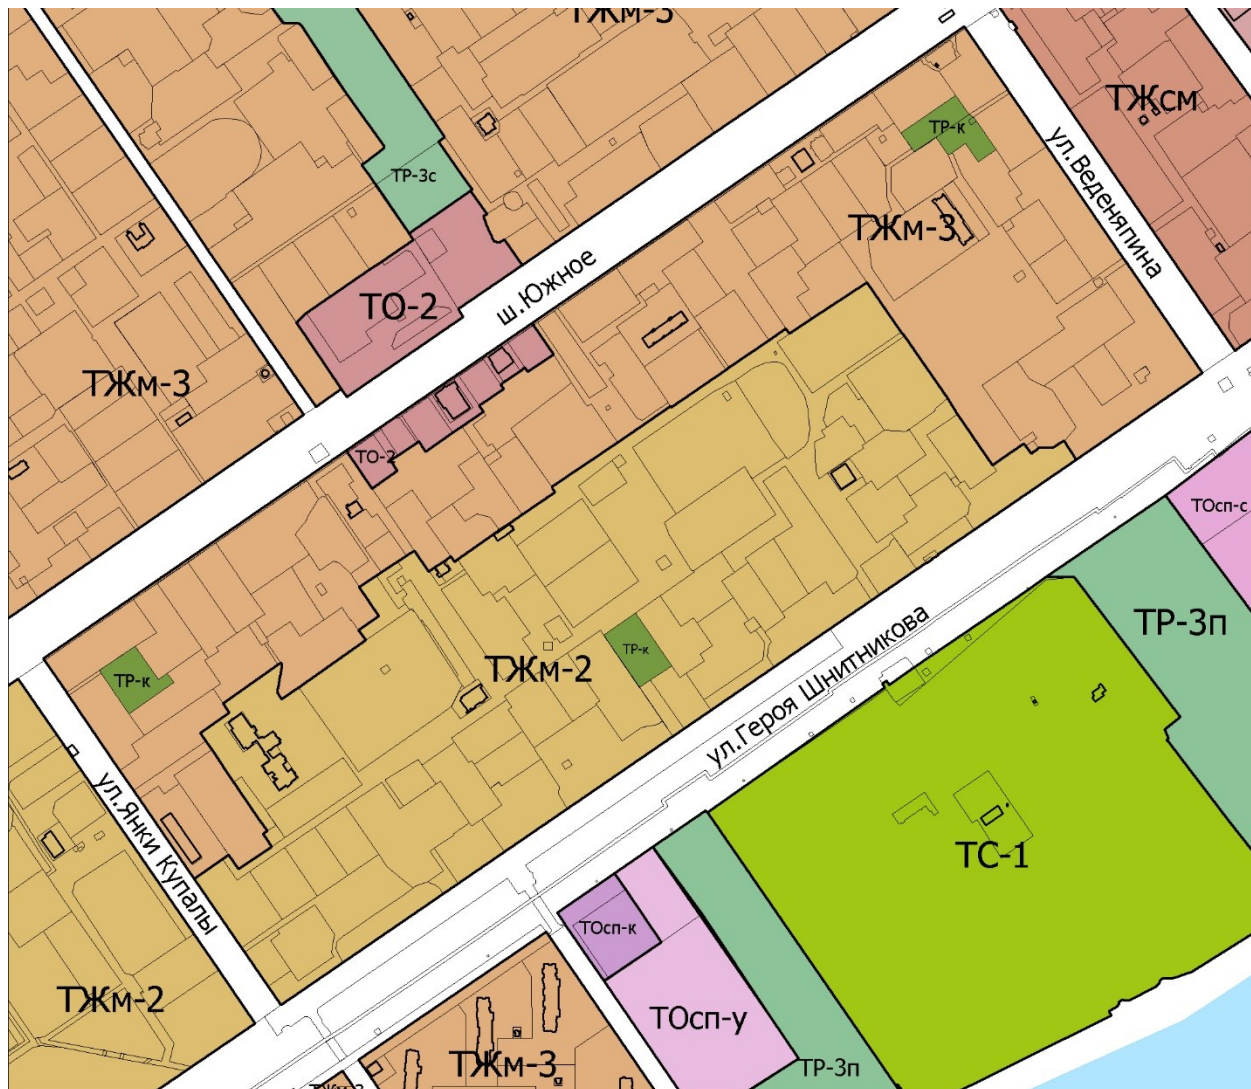 ТЖм-3
ТЖсм
ТР-к
ул.Веденяпина
ТР-3с
ТЖм-3
ш.Южное
ТО-2
ТЖм-3
ТО-2
ТОсп-с
ТР-3п
ул.Героя Шнитникова
ТР-к
ТЖм-2
ТР-к
ул.Янки Купалы
ТС-1
ТОсп-к
ТЖм-2
ТОсп-у
ТЖм-3
ТР-3п
ТЖм-3